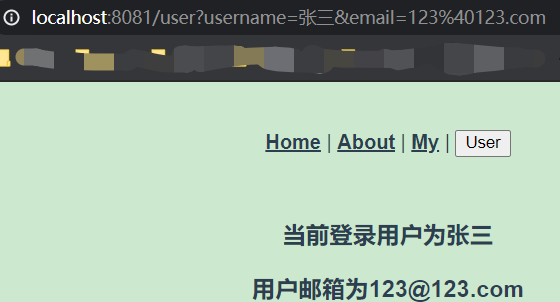 localhost:8081/user?username=张三&email=123%40123.com
Home | About | My | User
当前登录用户为张三
用户邮箱为123@123.com